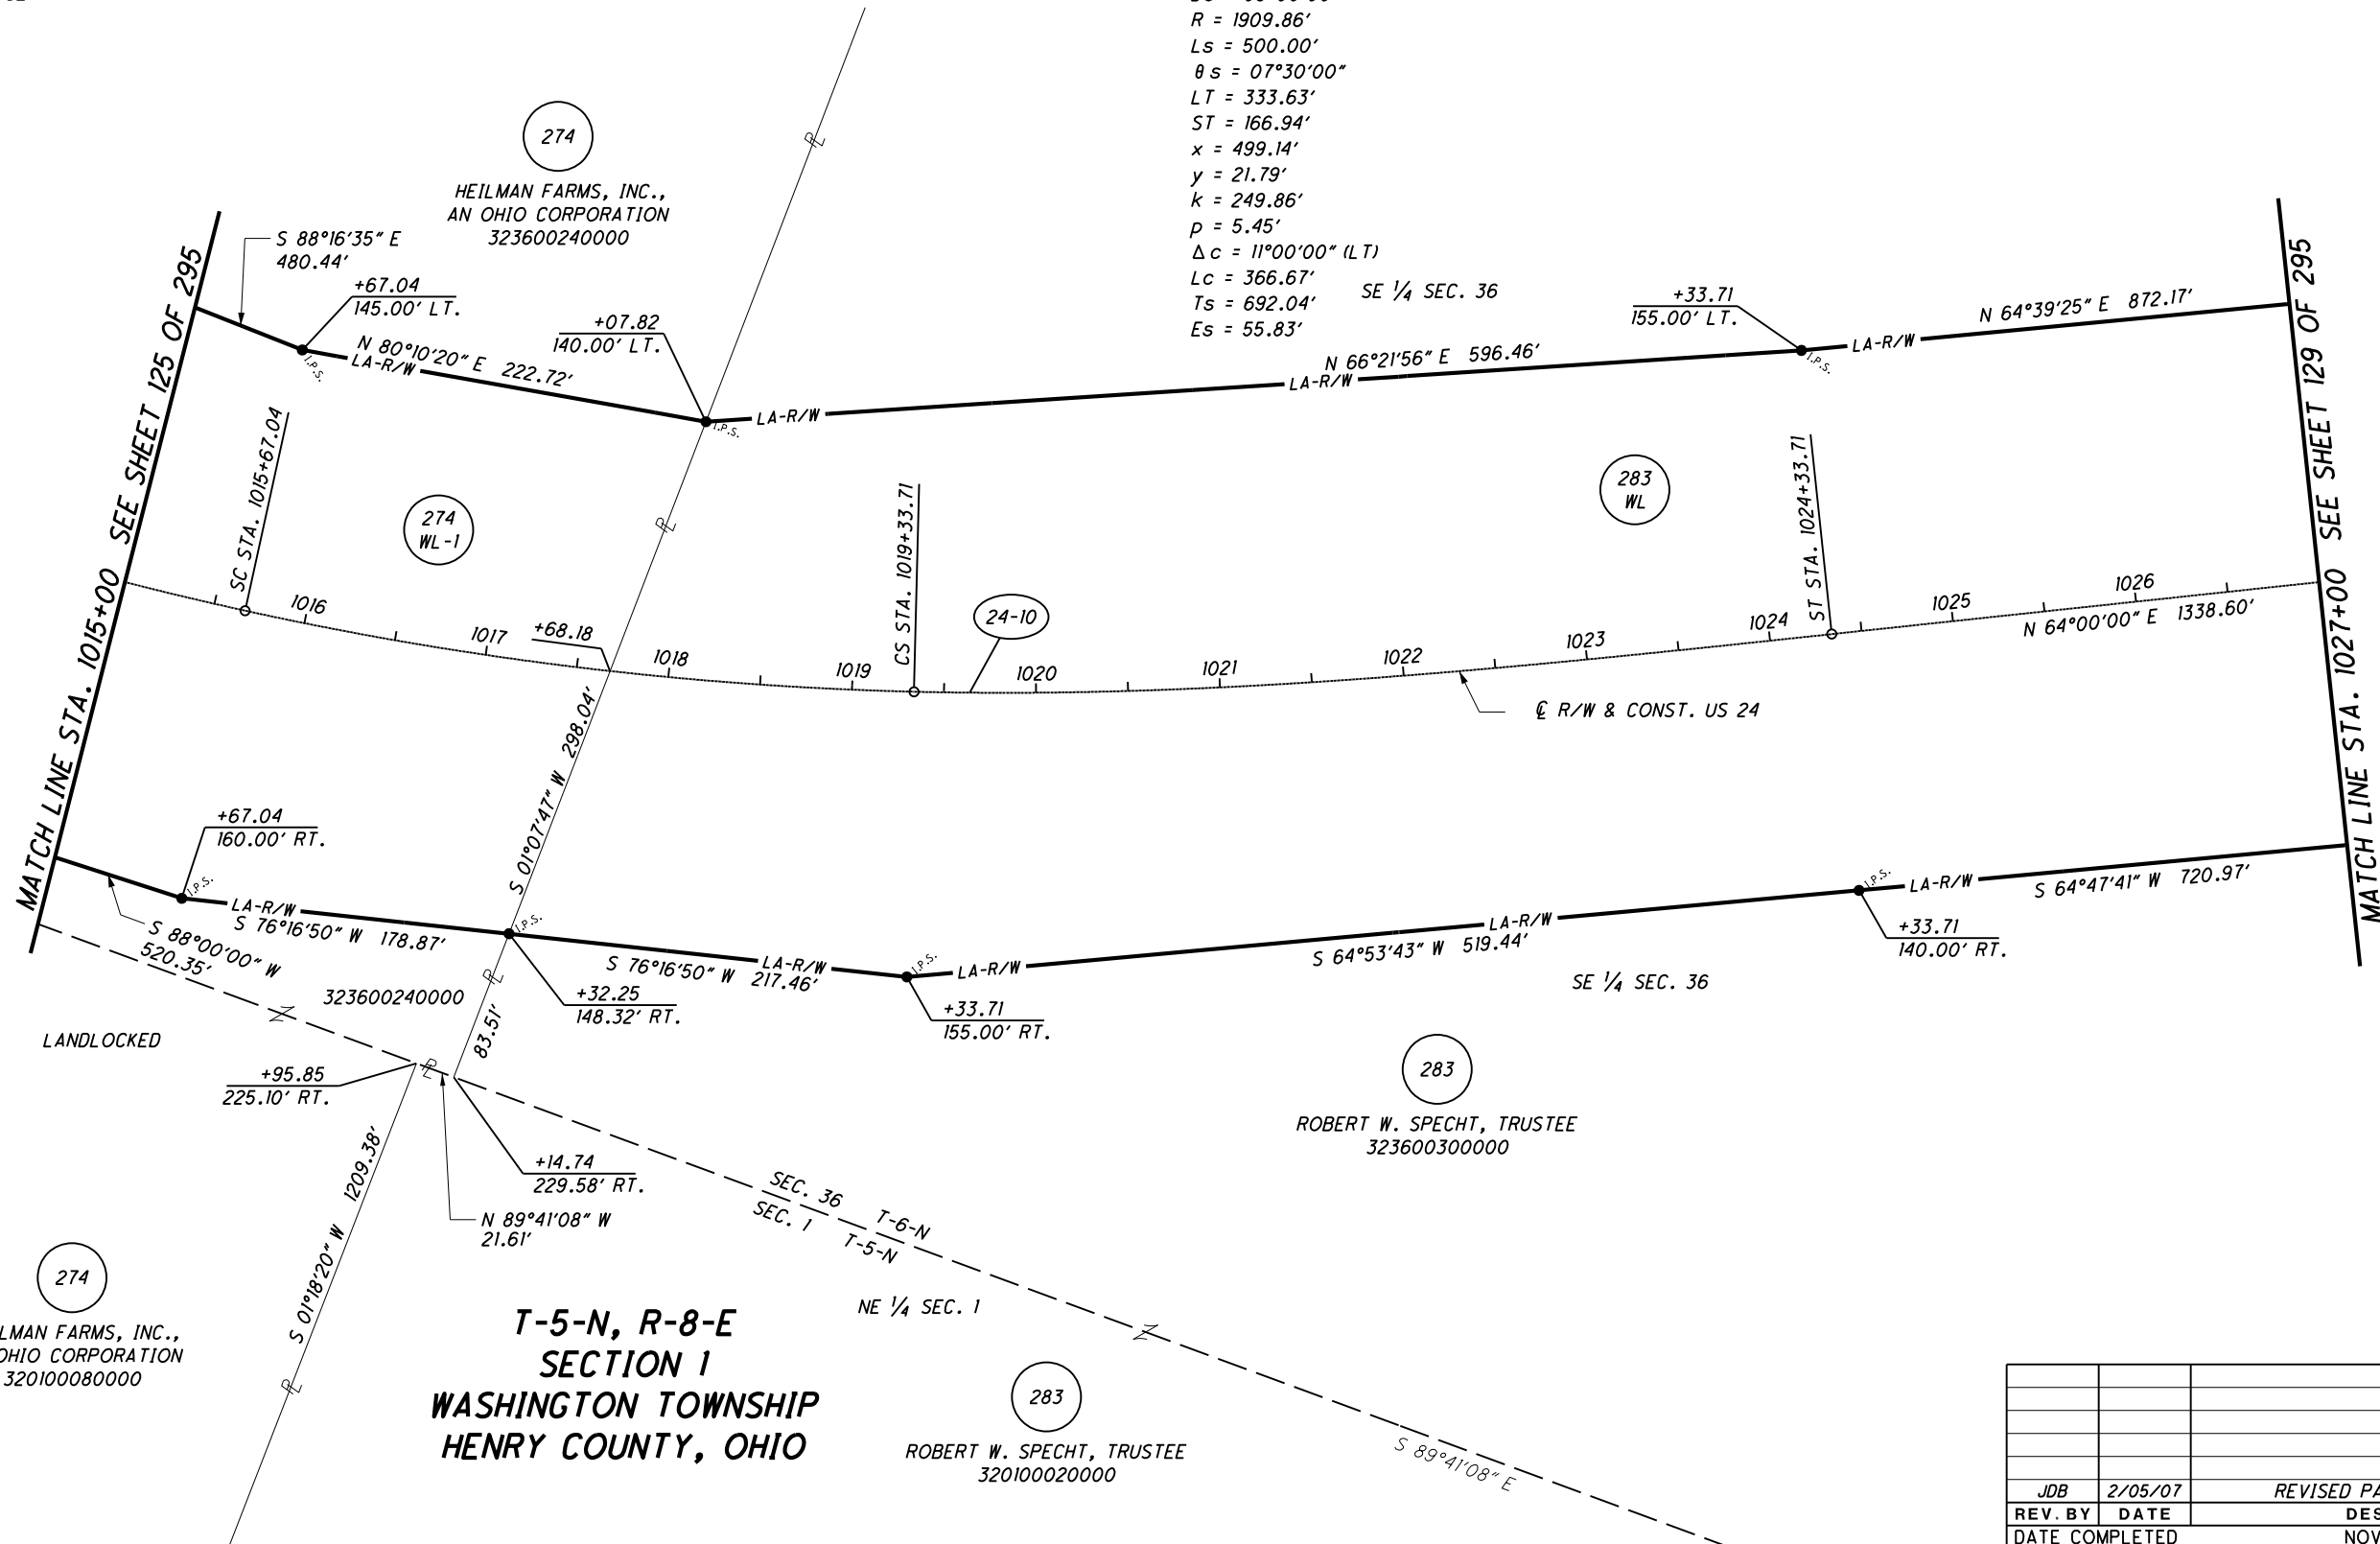 R = 1909.86'
Ls = 500.00'
θs = 07°30'00"
LT = 333.63'
ST = 166.94'
x = 499.14'
y = 21.79'
k = 249.86'
p = 5.45'
Δc = 11°00'00" (LT)
Lc = 366.67'
Ts = 692.04'
Es = 55.83'
SE 1/4 SEC. 36
274
HEILMAN FARMS, INC.,
AN OHIO CORPORATION
323600240000
S 88°16'35" E
480.44'
+67.04
145.00' LT.
I.P.S.
N 80°10'20" E 222.72'
LA-R/W
+07.82
140.00' LT.
I.P.S.
LA-R/W
N 66°21'56" E 596.46'
LA-R/W
+33.71
155.00' LT.
I.P.S.
LA-R/W
N 64°39'25" E 872.17'
MATCH LINE STA. 1015+00 SEE SHEET 125 OF 295
MATCH LINE STA. 1027+00 SEE SHEET 129 OF 295
SC STA. 1015+67.04
274
WL-1
PL
PL
CS STA. 1019+33.71
283
WL
ST STA. 1024+33.71
1016
1017
+68.18
1018
1019
24-10
1020
1021
1022
1023
1024
1025
1026
N 64°00'00" E 1338.60'
℄ R/W & CONST. US 24
S 01°07'47" W 298.04'
+67.04
160.00' RT.
I.P.S.
LA-R/W
S 76°16'50" W 178.87'
S 88°00'00" W
520.35'
I.P.S.
PL
S 76°16'50" W 217.46'
LA-R/W
I.P.S.
LA-R/W
S 64°53'43" W 519.44'
LA-R/W
I.P.S.
LA-R/W
S 64°47'41" W 720.97'
+33.71
140.00' RT.
SE 1/4 SEC. 36
323600240000
+32.25
148.32' RT.
+33.71
155.00' RT.
83.51'
LANDLOCKED
+95.85
225.10' RT.
PL
+14.74
229.58' RT.
N 89°41'08" W
21.61'
283
ROBERT W. SPECHT, TRUSTEE
323600300000
S 01°18'20" W 1209.38'
PL
SEC. 36
T-6-N
SEC. 1
T-5-N
NE 1/4 SEC. 1
274
LMAN FARMS, INC.,
OHIO CORPORATION
320100080000
T-5-N, R-8-E
SECTION 1
WASHINGTON TOWNSHIP
HENRY COUNTY, OHIO
283
ROBERT W. SPECHT, TRUSTEE
320100020000
S 89°41'08" E
JDB 2/05/07 REVISED PA
REV. BY DATE DES
DATE COMPLETED NOV